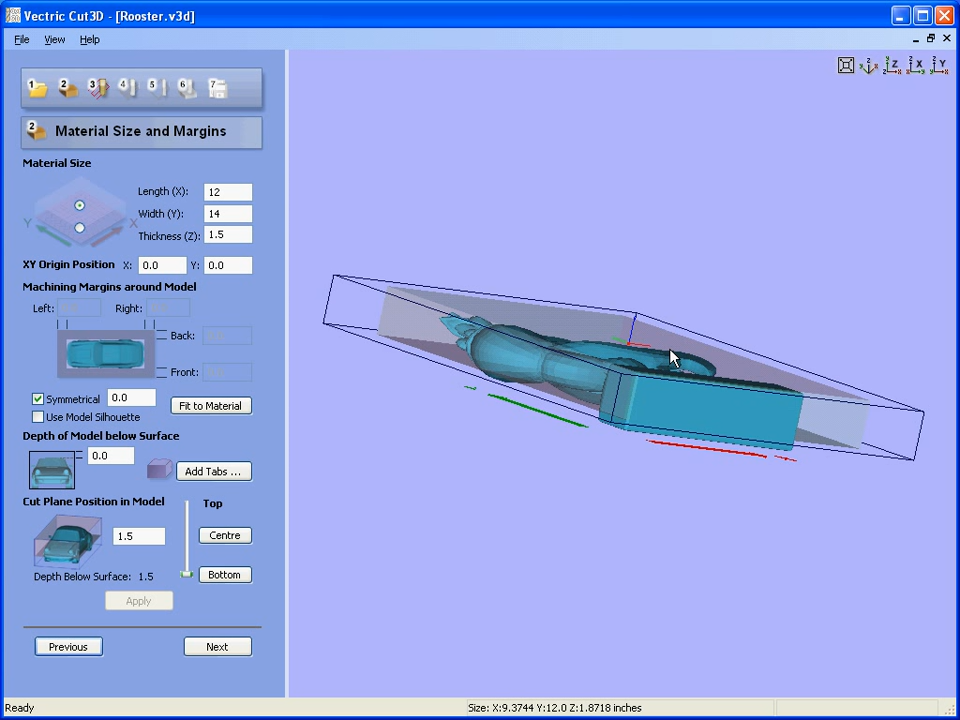 Vectric Cut3D - [Rooster.v3d]
File View Help
1 2 3 4 5 6 7
Z X Y
2 Material Size and Margins
Material Size
Length (X): 12
Width (Y): 14
Thickness (Z): 1.5
Y X
XY Origin Position X: 0.0 Y: 0.0
Machining Margins around Model
Left: Right:
Back:
Front:
Symmetrical 0.0
Fit to Material
Use Model Silhouette
Depth of Model below Surface
0.0
Add Tabs ...
Cut Plane Position in Model
Top
1.5
Centre
Depth Below Surface: 1.5
Bottom
Apply
Previous Next
Ready
Size: X:9.3744 Y:12.0 Z:1.8718 inches